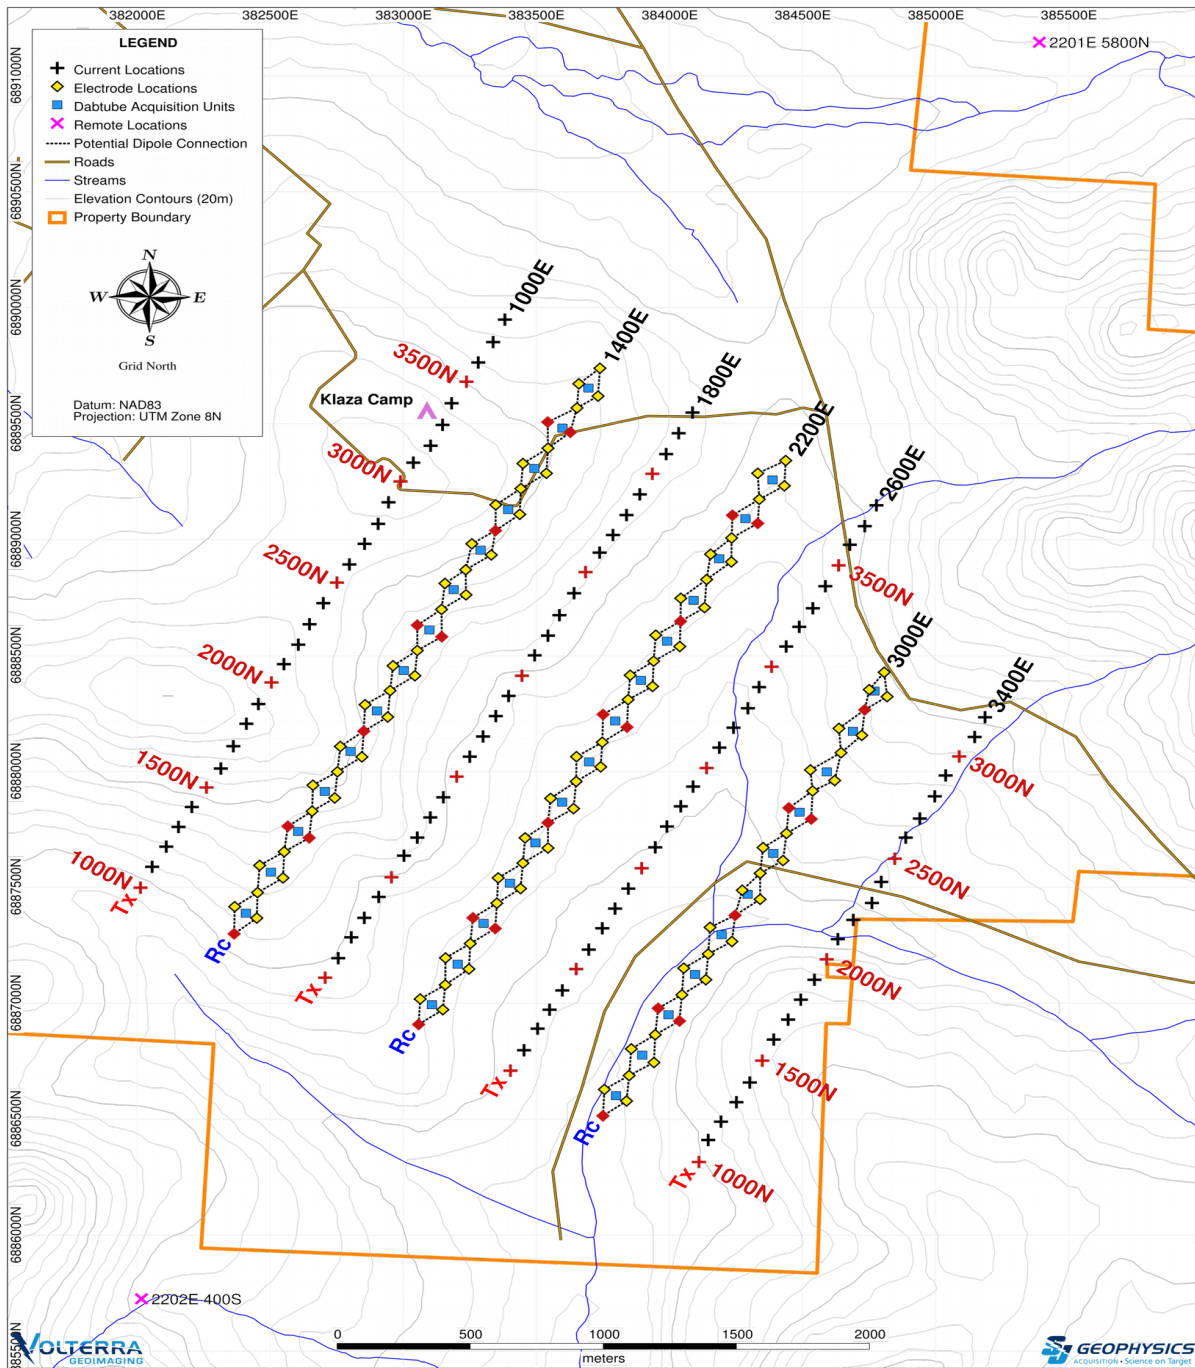 382000E 382500E 383000E 383500E 384000E 384500E 385000E 385500E
LEGEND
Current Locations
Electrode Locations
Dabtube Acquisition Units
Remote Locations
Potential Dipole Connection
Roads
Streams
Elevation Contours (20m)
Property Boundary
N
W E
S
Grid North
Datum: NAD83
Projection: UTM Zone 8N
6891000N
6890500N
6890000N
6889500N
6889000N
6888500N
6888000N
6887500N
6887000N
6886500N
6886000N
885500N
2201E 5800N
1000E
1400E
1800E
2200E
2600E
3000E
3400E
Klaza Camp
3500N
3000N
2500N
2000N
1500N
1000N
Tx
Rc
Tx
Rc
Tx
Rc
Tx
3500N
3000N
2500N
2000N
1500N
1000N
2202E 400S
VOLTERRA
GEOIMAGING
0 500 1000 1500 2000
meters
GEOPHYSICS
ACQUISITION • Science on Target